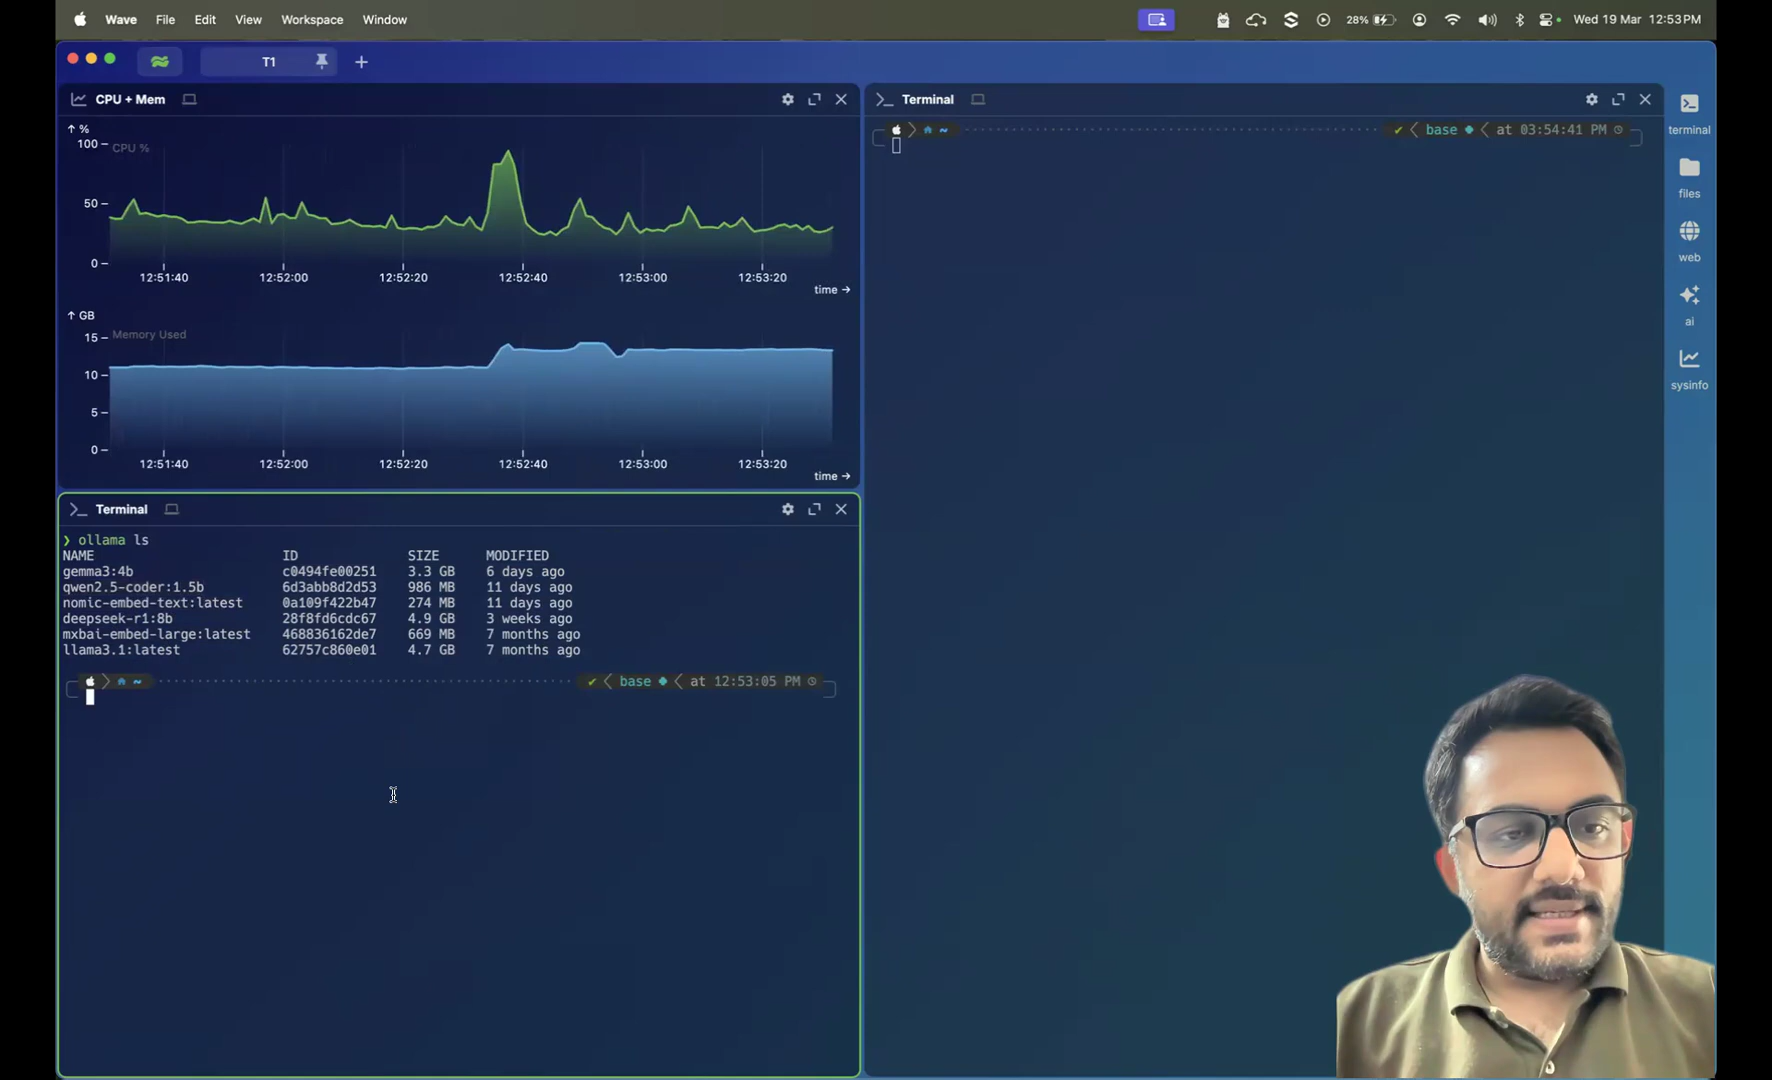 Wave File Edit View Workspace Window 28% Wed 19 Mar 12:53 PM
T1
CPU + Mem
↑ %
CPU %
100
50
0
12:51:40 12:52:00 12:52:20 12:52:40 12:53:00 12:53:20
time →
↑ GB
Memory Used
15
10
5
0
12:51:40 12:52:00 12:52:20 12:52:40 12:53:00 12:53:20
time →
Terminal
❯ ollama ls
NAME ID SIZE MODIFIED
gemma3:4b c0494fe00251 3.3 GB 6 days ago
qwen2.5-coder:1.5b 6d3abb8d2d53 986 MB 11 days ago
nomic-embed-text:latest 0a109f422b47 274 MB 11 days ago
deepseek-r1:8b 28f8fd6cdc67 4.9 GB 3 weeks ago
mxbai-embed-large:latest 468836162de7 669 MB 7 months ago
llama3.1:latest 62757c860e01 4.7 GB 7 months ago
~ ✔ base at 12:53:05 PM
Terminal
~ ✔ base at 03:54:41 PM
terminal
files
web
ai
sysinfo